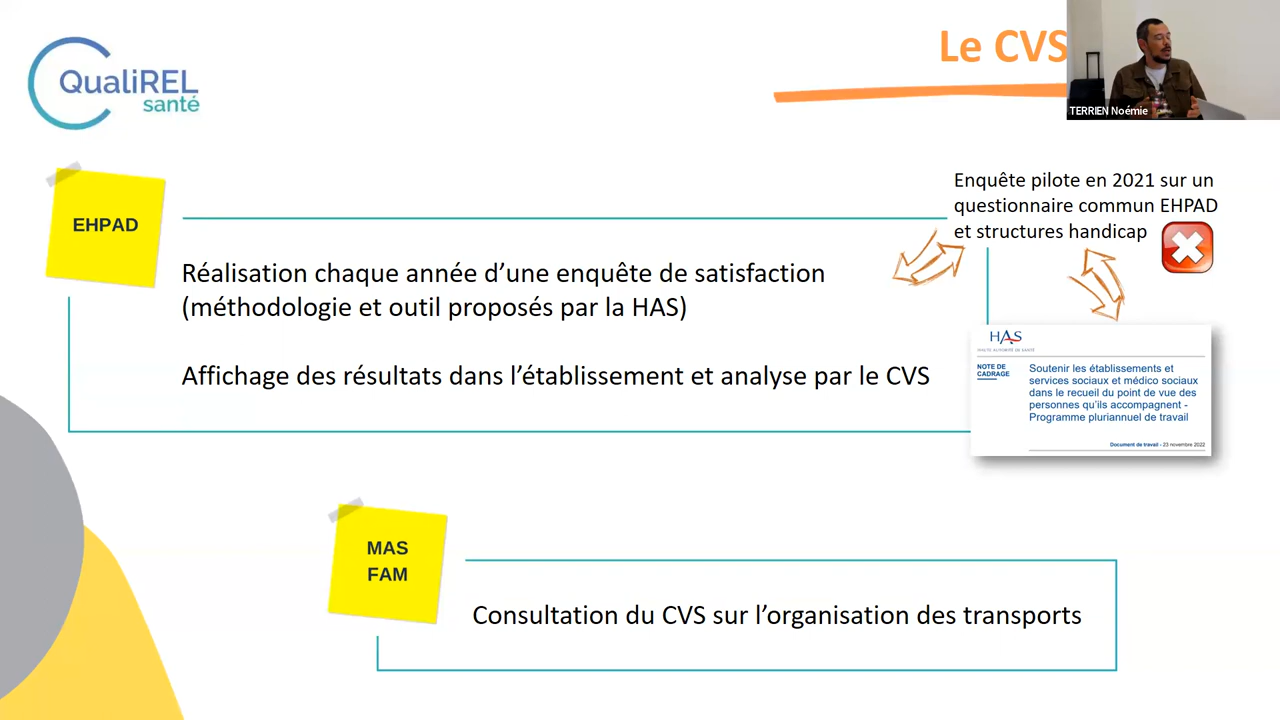 QualiREL
santé
Le CVS
TERRIEN Noémie
EHPAD
Enquête pilote en 2021 sur un
questionnaire commun EHPAD
et structures handicap
Réalisation chaque année d’une enquête de satisfaction
(méthodologie et outil proposés par la HAS)
Affichage des résultats dans l’établissement et analyse par le CVS
HAS
HAUTE AUTORITÉ DE SANTÉ
NOTE DE
CADRAGE
Soutenir les établissements et
services sociaux et médico sociaux
dans le recueil du point de vue des
personnes qu’ils accompagnent -
Programme pluriannuel de travail
Document de travail - 23 novembre 2022
MAS
FAM
Consultation du CVS sur l’organisation des transports